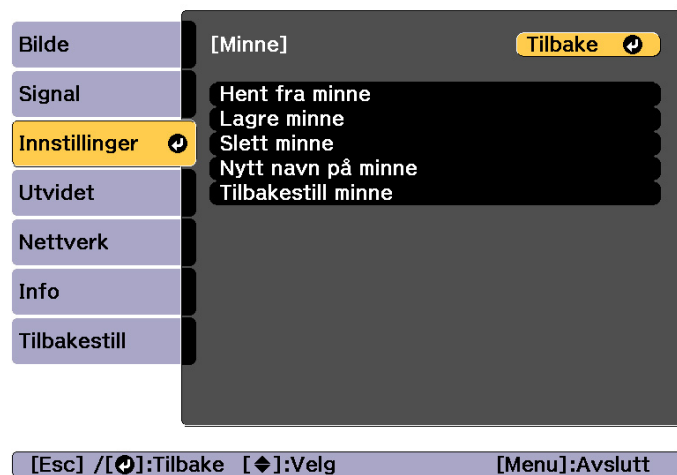 Bilde
Signal
Innstillinger
Utvidet
Nettverk
Info
Tilbakestill
[Minne]
Tilbake
Hent fra minne
Lagre minne
Slett minne
Nytt navn på minne
Tilbakestill minne
[Esc] /[↵]:Tilbake [◆]:Velg [Menu]:Avslutt